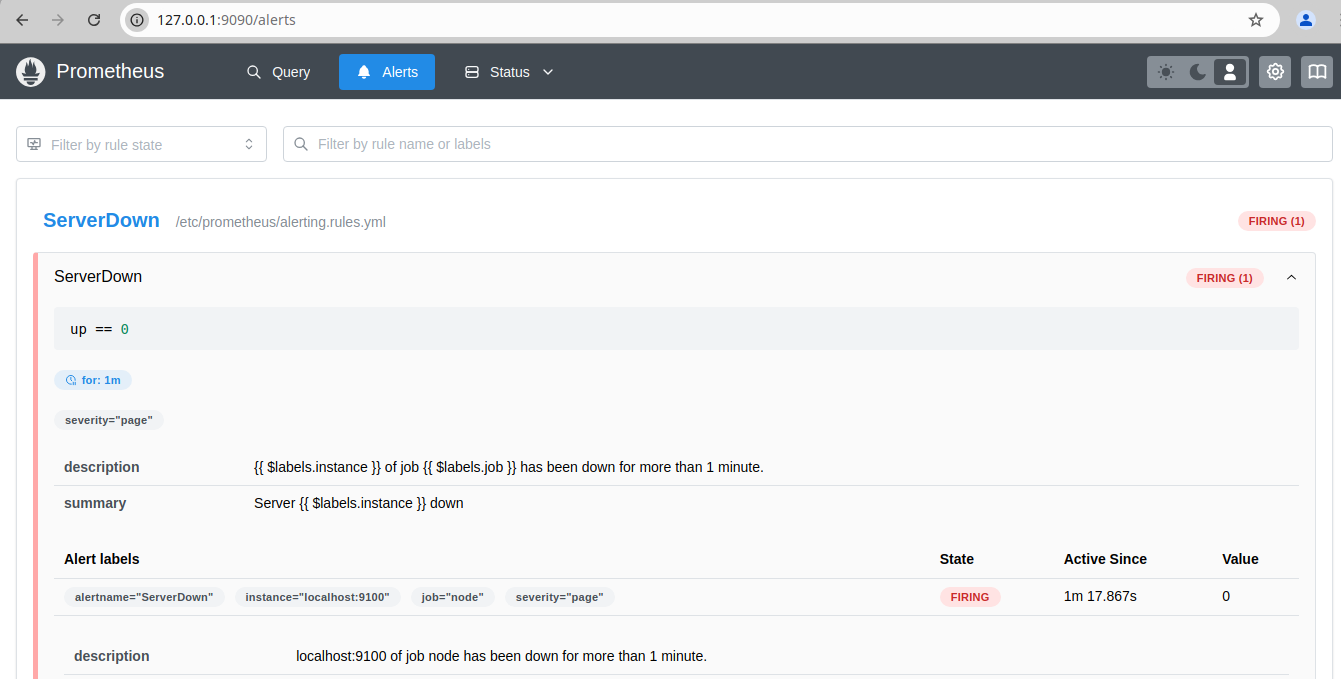 127.0.0.1:9090/alerts
Prometheus Query Alerts Status
Filter by rule state Filter by rule name or labels
ServerDown /etc/prometheus/alerting.rules.yml FIRING (1)
ServerDown FIRING (1)
up == 0
for: 1m
severity="page"
description {{ $labels.instance }} of job {{ $labels.job }} has been down for more than 1 minute.
summary Server {{ $labels.instance }} down
Alert labels State Active Since Value
alertname="ServerDown" instance="localhost:9100" job="node" severity="page" FIRING 1m 17.867s 0
description localhost:9100 of job node has been down for more than 1 minute.